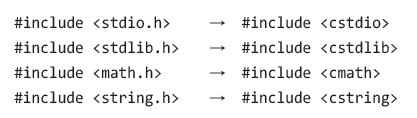 #include <stdio.h> → #include <cstdio>
#include <stdlib.h> → #include <cstdlib>
#include <math.h> → #include <cmath>
#include <string.h> → #include <cstring>